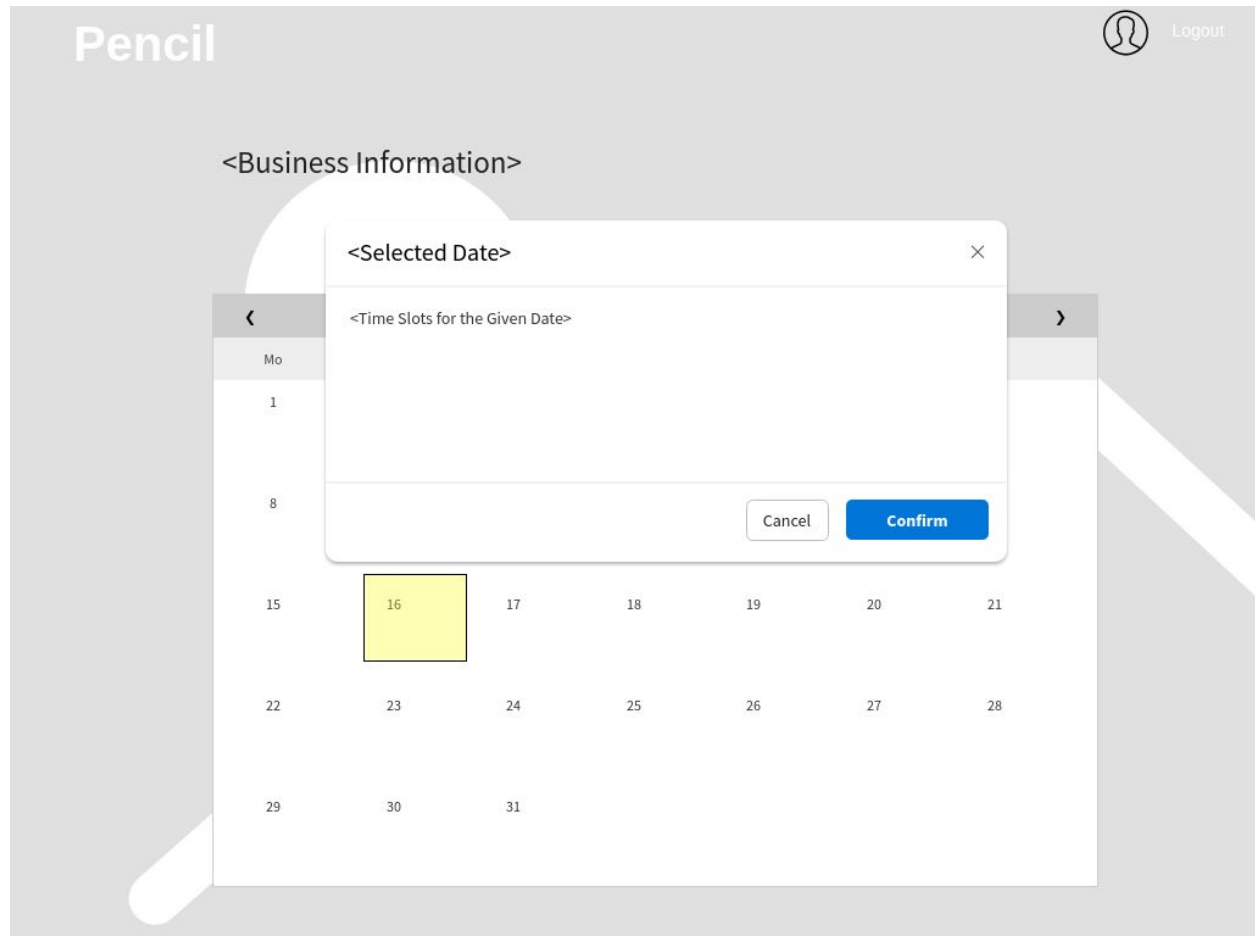 Pencil
Logout
<Business Information>
<Selected Date>
×
❮
<Time Slots for the Given Date>
❯
Mo
1
8
Cancel
Confirm
15 16 17 18 19 20 21
22 23 24 25 26 27 28
29 30 31